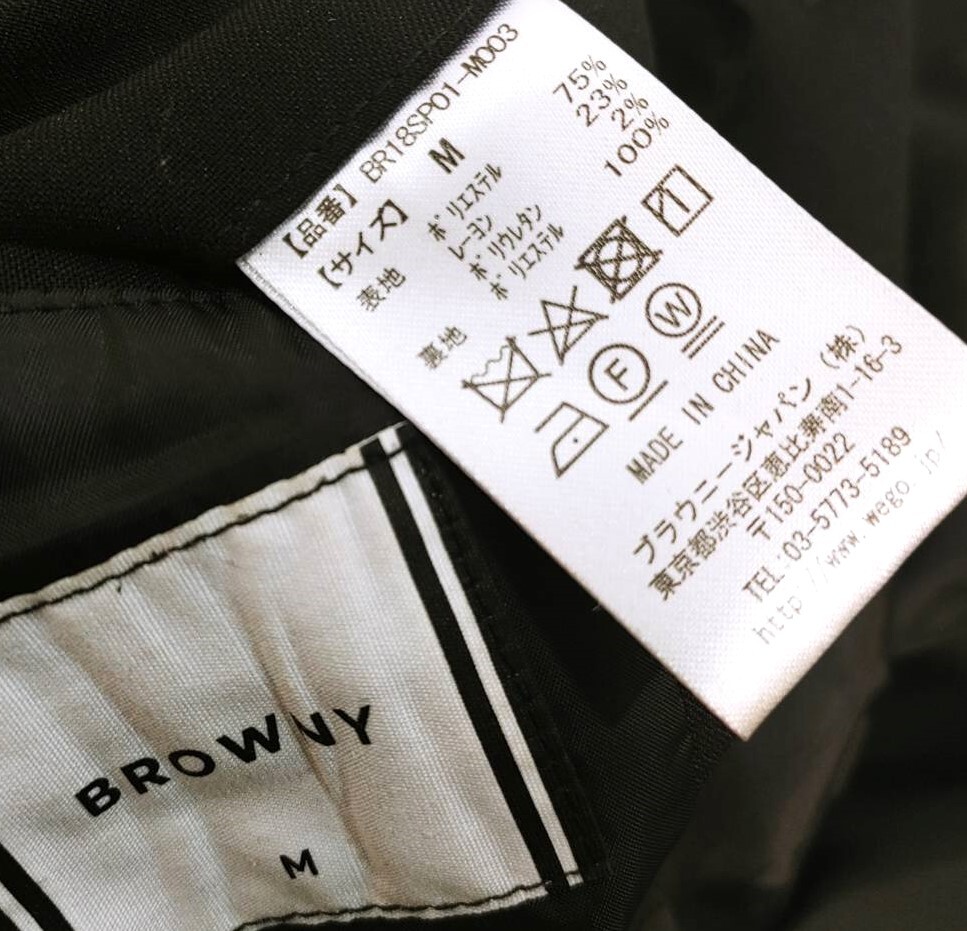 【品番】 BR18SP01-M003
【サイズ】 M
表地 ポリエステル 75%
レーヨン 23%
ポリウレタン 2%
裏地 ポリエステル 100%
F W
MADE IN CHINA
ブラウニージャパン (株)
東京都渋谷区恵比寿南1-16-3
〒150-0022
TEL:03-5773-5189
http://www.wego.jp/
BROWNY
M